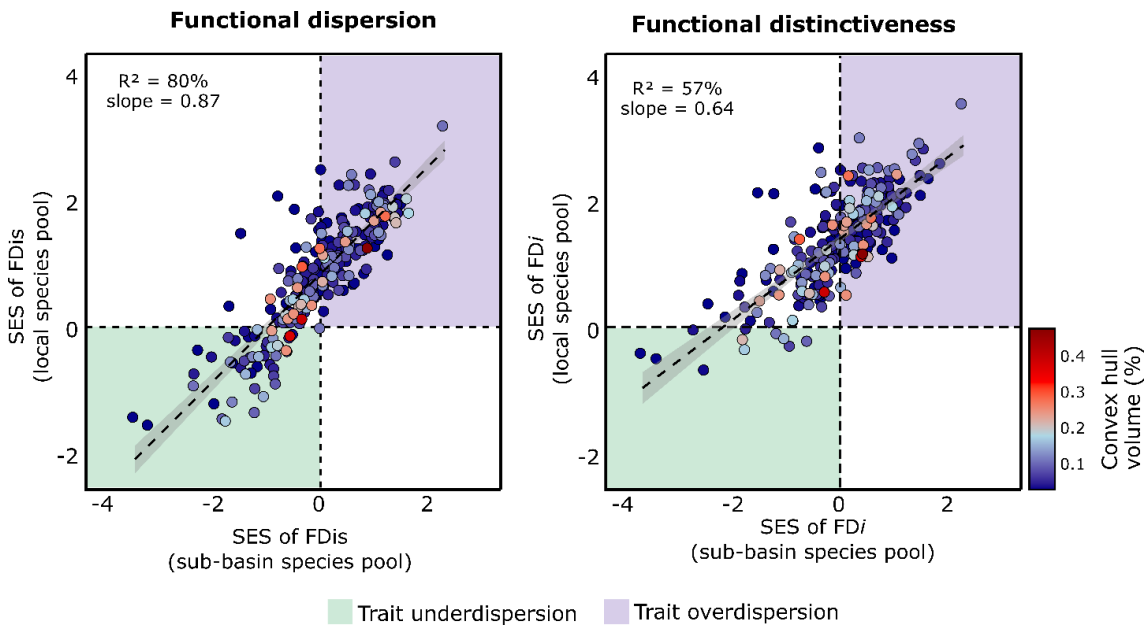 Functional dispersion
R² = 80%
slope = 0.87
4
2
0
-2
-4
-2
0
2
SES of FDis
(local species pool)
SES of FDis
(sub-basin species pool)
Functional distinctiveness
R² = 57%
slope = 0.64
4
2
0
-2
-4
-2
0
2
SES of FDi
(local species pool)
SES of FDi
(sub-basin species pool)
0.4
0.3
0.2
0.1
Convex hull
volume (%)
Trait underdispersion
Trait overdispersion